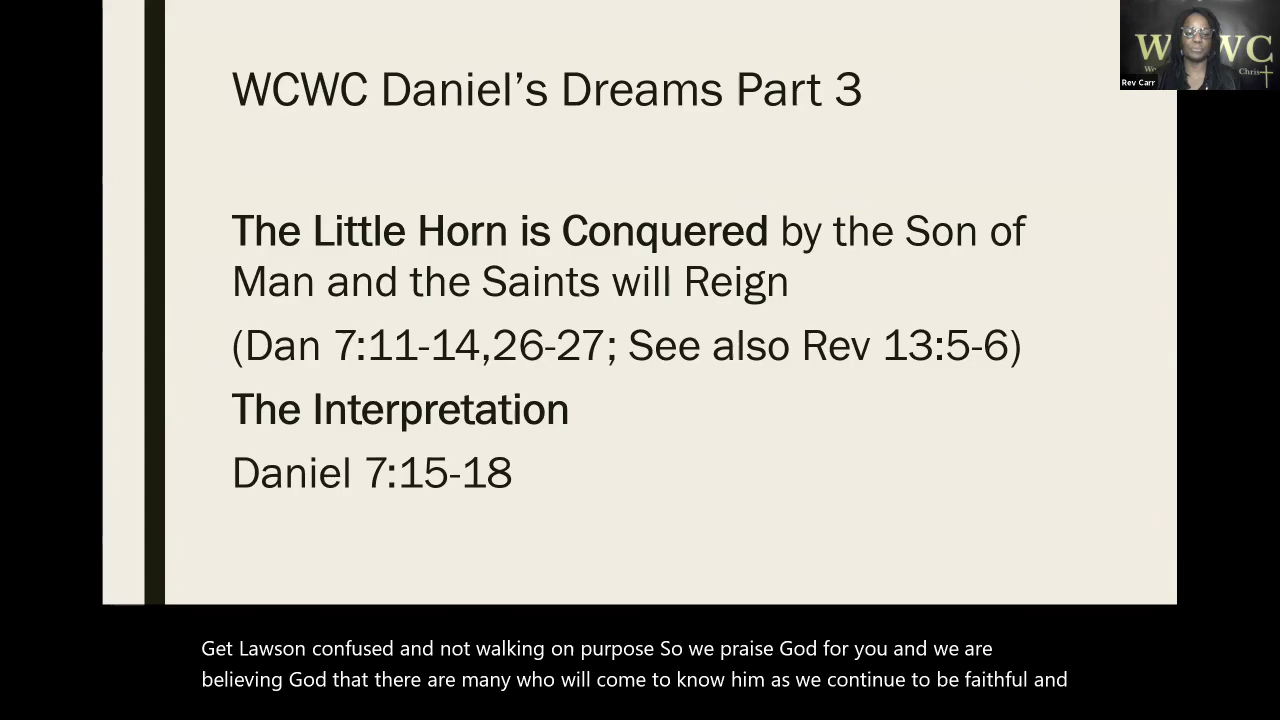 WCWC Daniel’s Dreams Part 3
The Little Horn is Conquered by the Son of
Man and the Saints will Reign
(Dan 7:11-14,26-27; See also Rev 13:5-6)
The Interpretation
Daniel 7:15-18
Rev Carr
Chris
Get Lawson confused and not walking on purpose So we praise God for you and we are
believing God that there are many who will come to know him as we continue to be faithful and